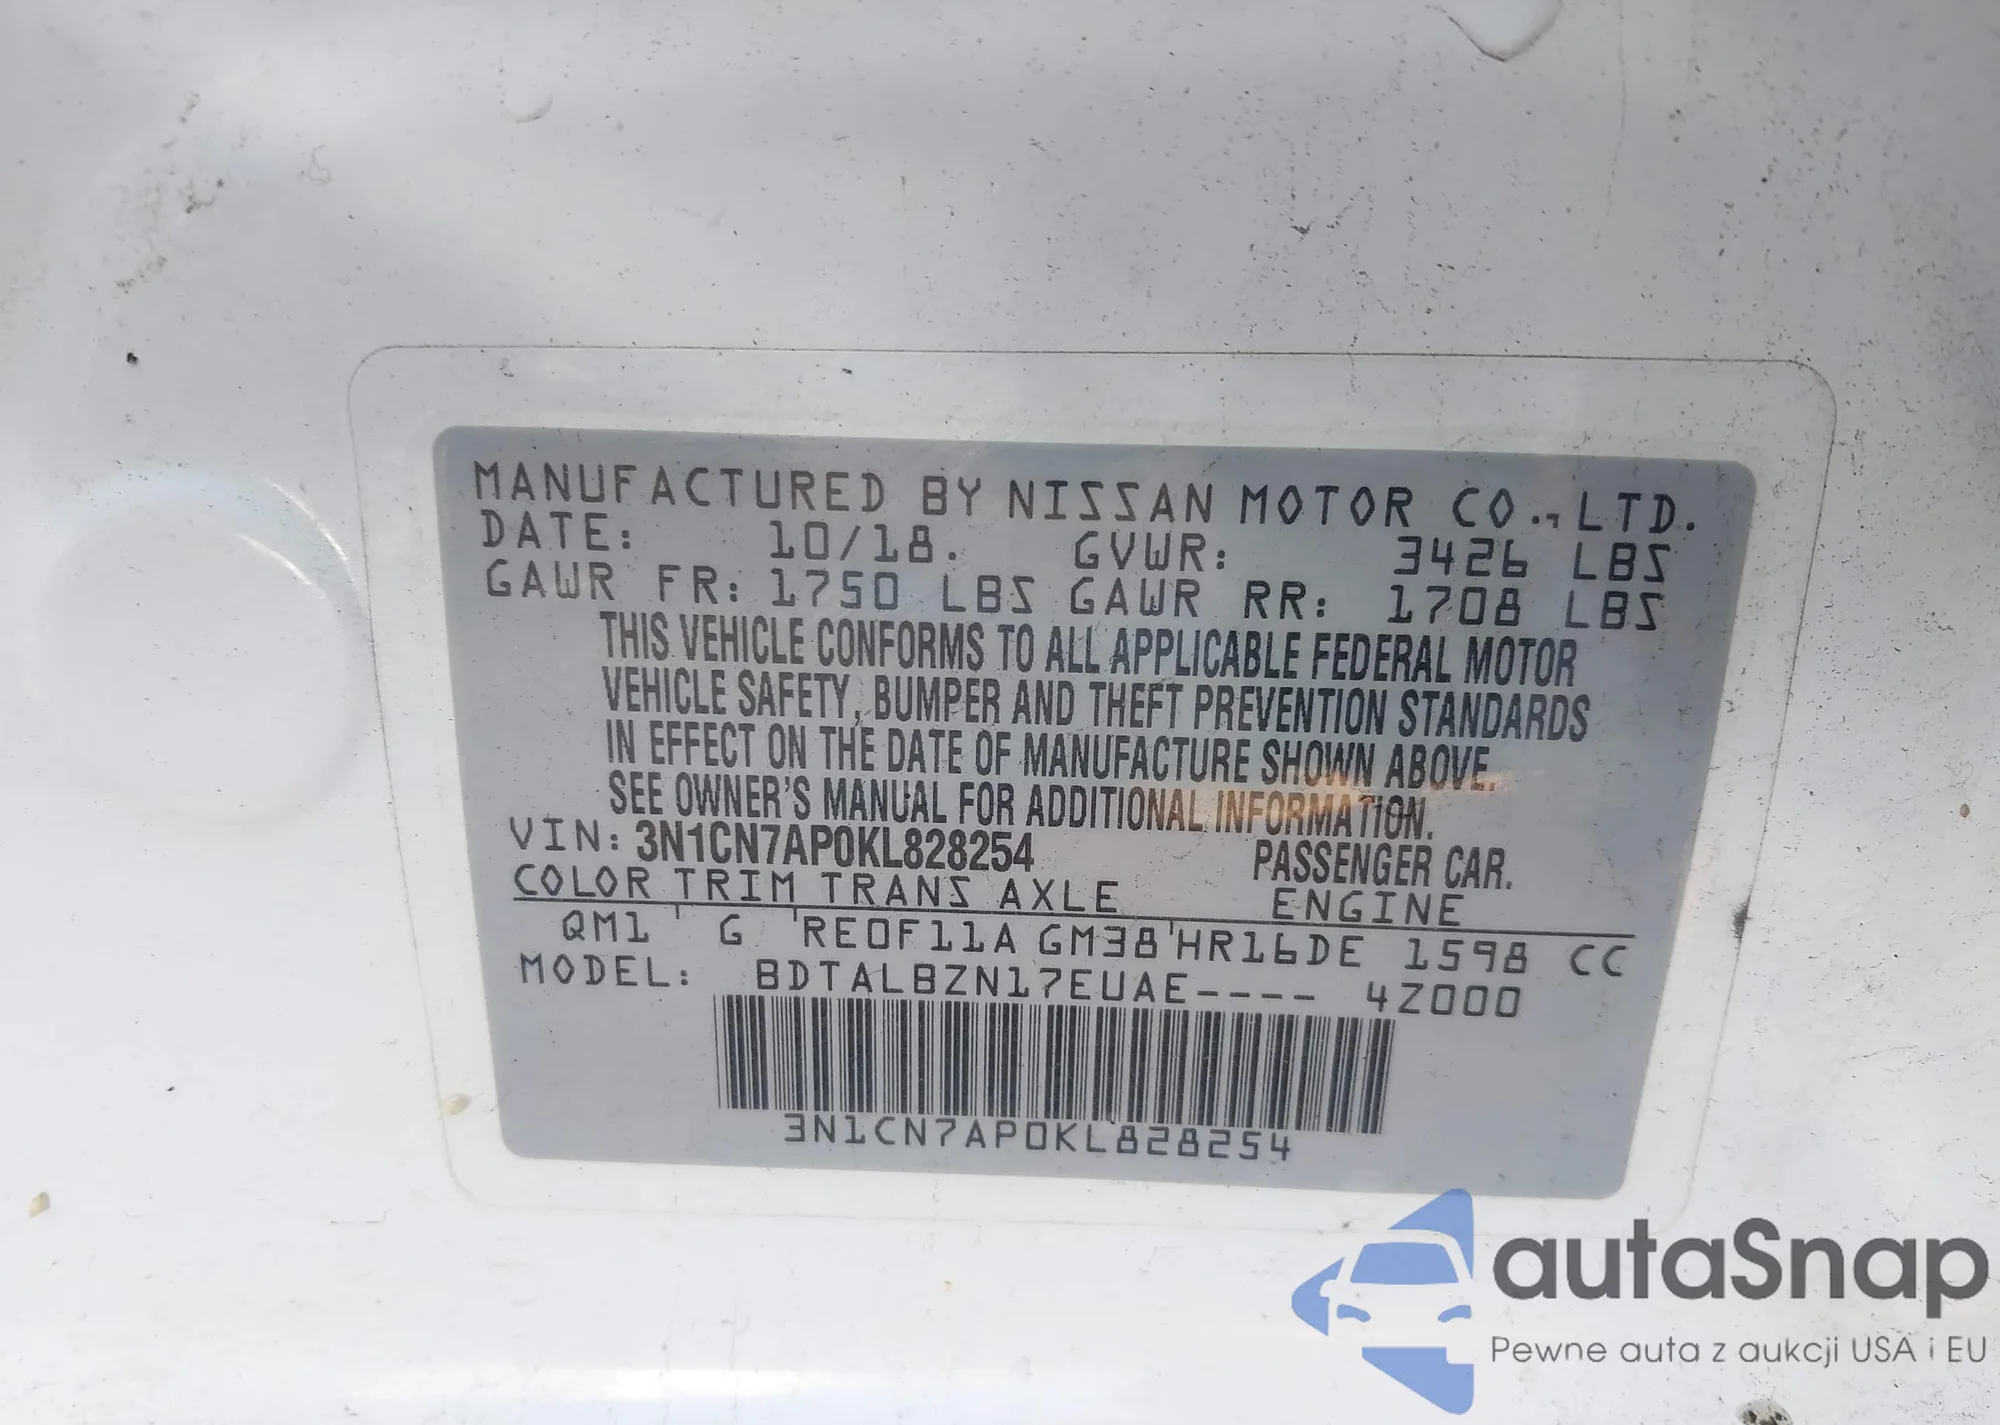 MANUFACTURED BY NISSAN MOTOR CO., LTD.
DATE: 10/18. GVWR: 3426 LBS
GAWR FR: 1750 LBS GAWR RR: 1708 LBS
THIS VEHICLE CONFORMS TO ALL APPLICABLE FEDERAL MOTOR
VEHICLE SAFETY, BUMPER AND THEFT PREVENTION STANDARDS
IN EFFECT ON THE DATE OF MANUFACTURE SHOWN ABOVE.
SEE OWNER'S MANUAL FOR ADDITIONAL INFORMATION.
VIN: 3N1CN7AP0KL828254 PASSENGER CAR.
COLOR TRIM TRANS AXLE ENGINE
QM1 G RE0F11A GM38 HR16DE 1598 CC
MODEL: BDTALBZN17EUAE---- 4Z000
3N1CN7AP0KL828254
autaSnap
Pewne auta z aukcji USA i EU